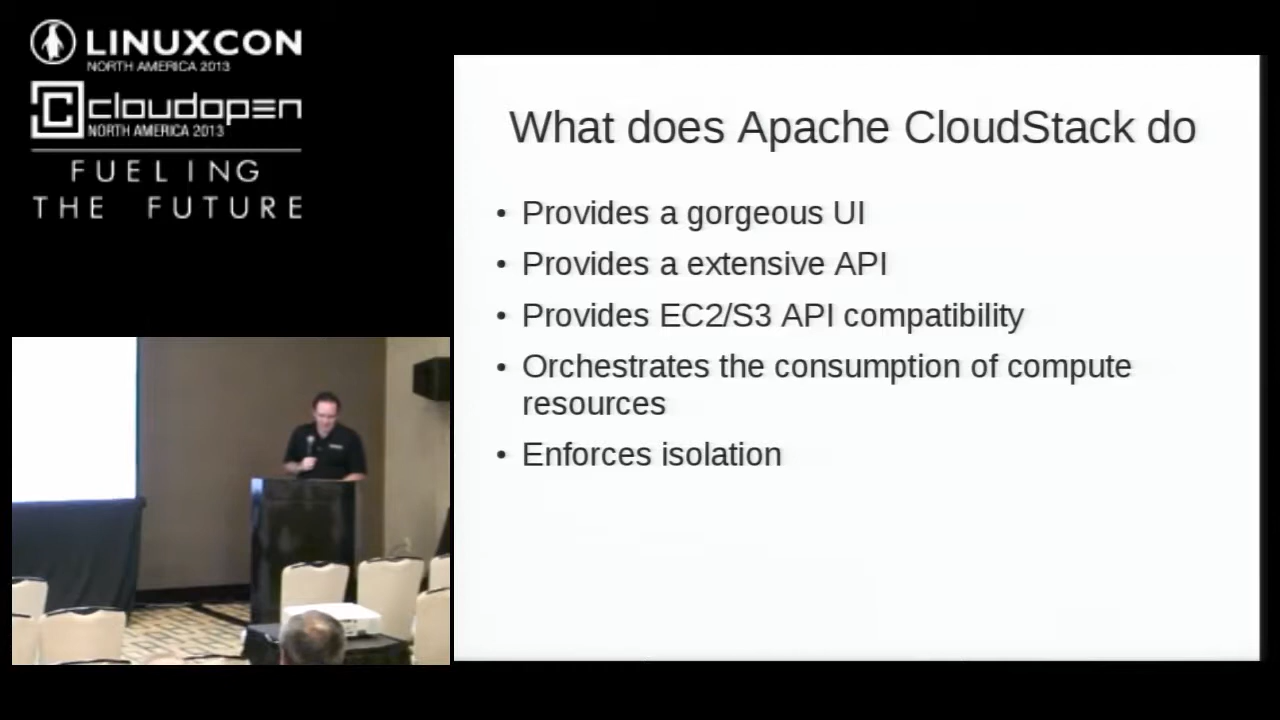 LINUXCON
NORTH AMERICA 2013
cloudopen
NORTH AMERICA 2013
FUELING
THE FUTURE
What does Apache CloudStack do
• Provides a gorgeous UI
• Provides a extensive API
• Provides EC2/S3 API compatibility
• Orchestrates the consumption of compute
resources
• Enforces isolation